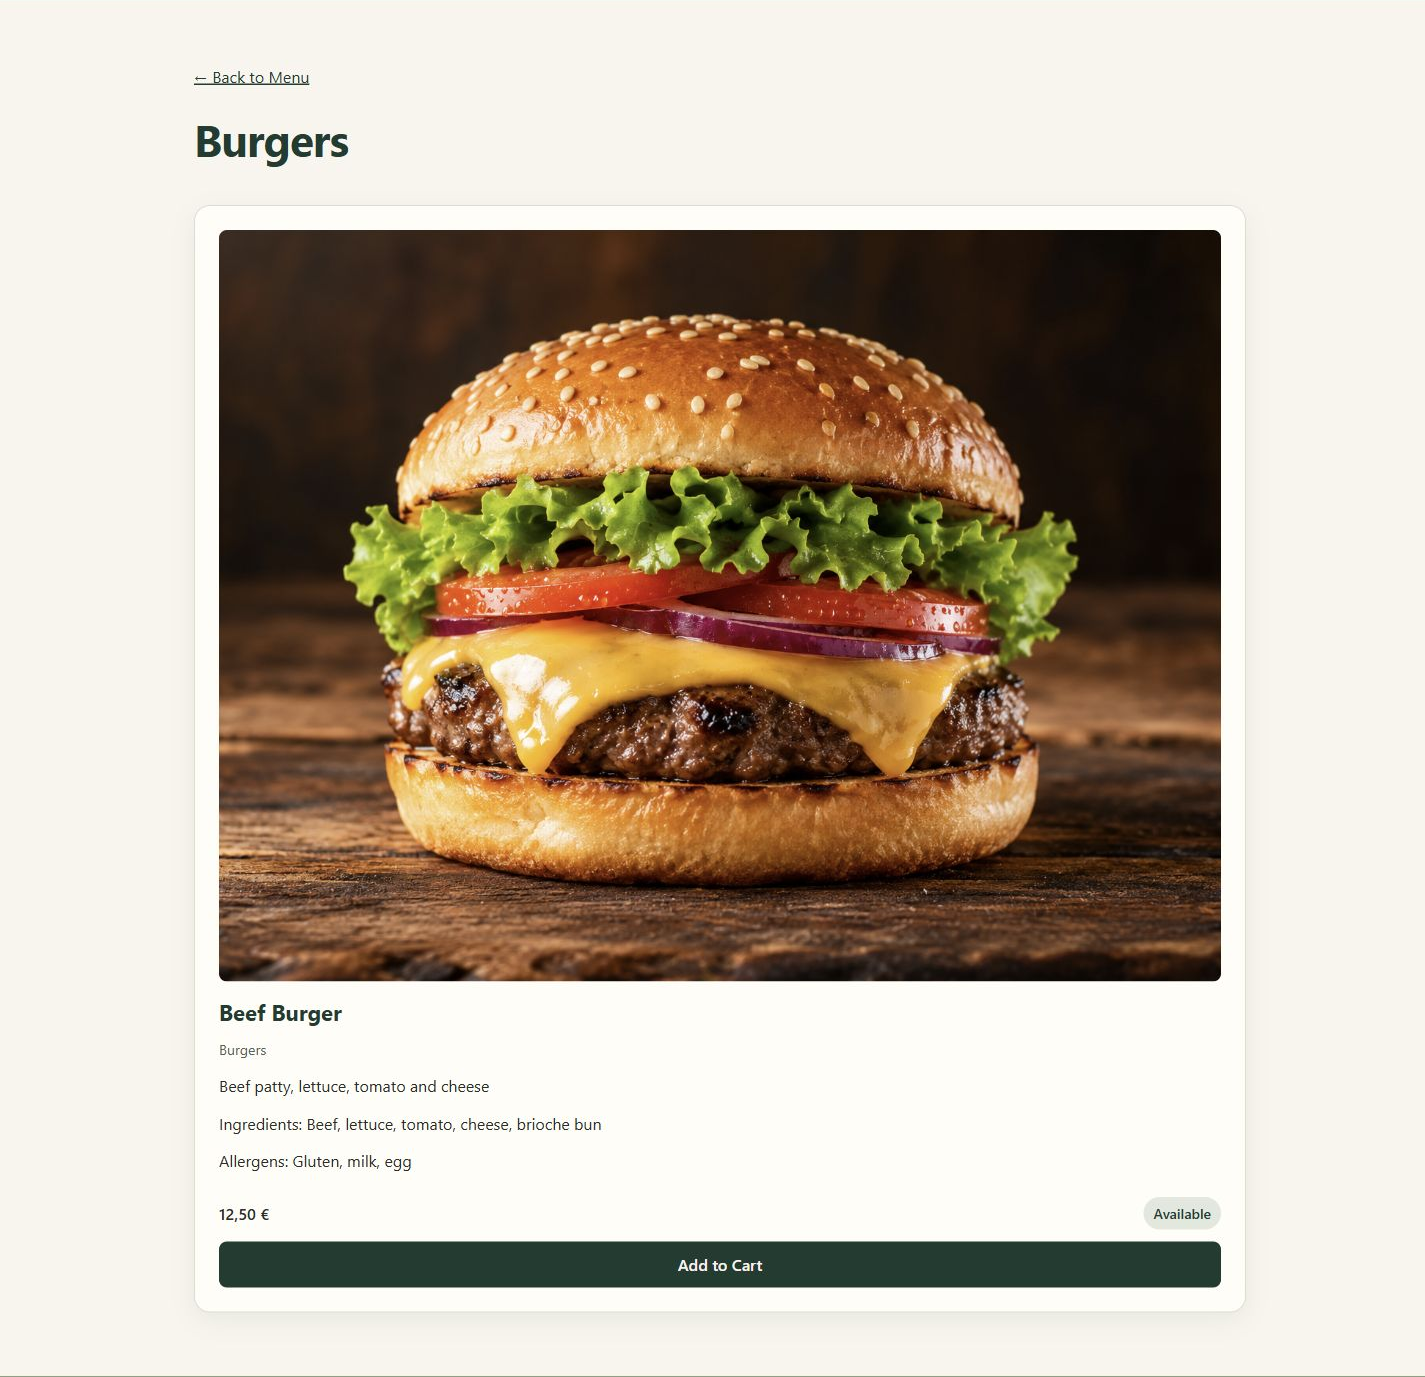 ← Back to Menu
Burgers
Beef Burger
Burgers
Beef patty, lettuce, tomato and cheese
Ingredients: Beef, lettuce, tomato, cheese, brioche bun
Allergens: Gluten, milk, egg
12,50 €
Available
Add to Cart